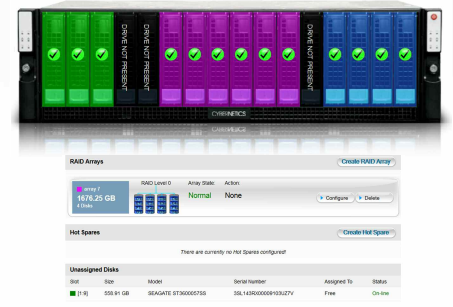 DRIVE NOT PRESENT
DRIVE NOT PRESENT
DRIVE NOT PRESENT
CYBERNETICS
RAID Arrays
Create RAID Array
array 7
1676.25 GB
4 Disks
RAID Level 0
Array State:
Normal
Action:
None
Configure
Delete
Hot Spares
Create Hot Spare
There are currently no Hot Spares configured!
Unassigned Disks
Slot Size Model Serial Number Assigned To Status
[1:9] 558.91 GB SEAGATE ST3600057SS 3SL143RX00009103UZ7V Free On-line